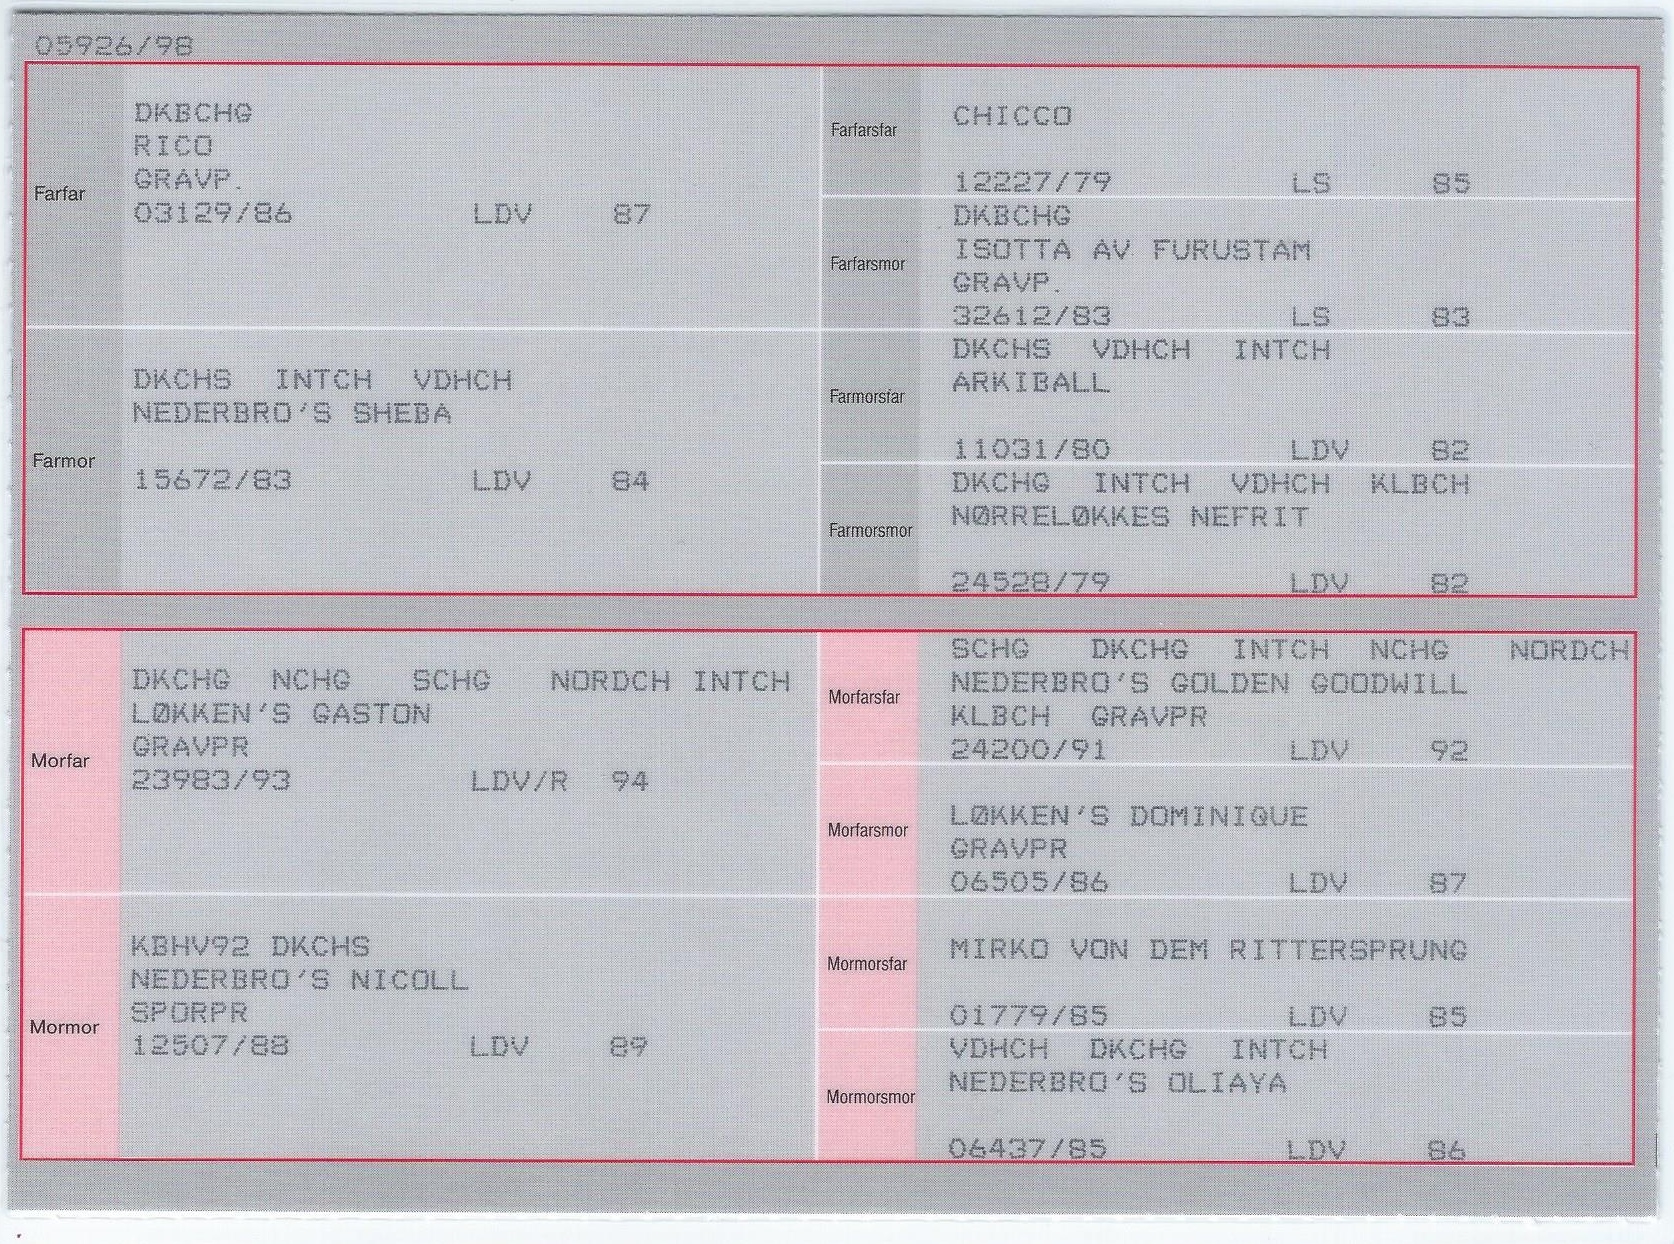 05926/98
Farfar
DKBCHG
RICO
GRAVP.
03129/86 LDV 87
Farfarsfar
CHICCO
12227/79 LS 85
Farfarsmor
DKBCHG
ISOTTA AV FURUSTAM
GRAVP.
32612/83 LS 83
Farmor
DKCHS INTCH VDHCH
NEDERBRO'S SHEBA
15672/83 LDV 84
Farmorsfar
DKCHS VDHCH INTCH
ARKIBALL
11031/80 LDV 82
Farmorsmor
DKCHG INTCH VDHCH KLBCH
NØRRELØKKES NEFRIT
24528/79 LDV 82
Morfar
DKCHG NCHG SCHG NORDCH INTCH
LØKKEN'S GASTON
GRAVPR
23983/93 LDV/R 94
Morfarsfar
SCHG DKCHG INTCH NCHG NORDCH
NEDERBRO'S GOLDEN GOODWILL
KLBCH GRAVPR
24200/91 LDV 92
Morfarsmor
LØKKEN'S DOMINIQUE
GRAVPR
06505/86 LDV 87
Mormor
KBHV92 DKCHS
NEDERBRO'S NICOLL
SPORPR
12507/88 LDV 89
Mormorsfar
MIRKO VON DEM RITTERSPRUNG
01779/85 LDV 85
Mormorsmor
VDHCH DKCHG INTCH
NEDERBRO'S OLIAYA
06437/85 LDV 86